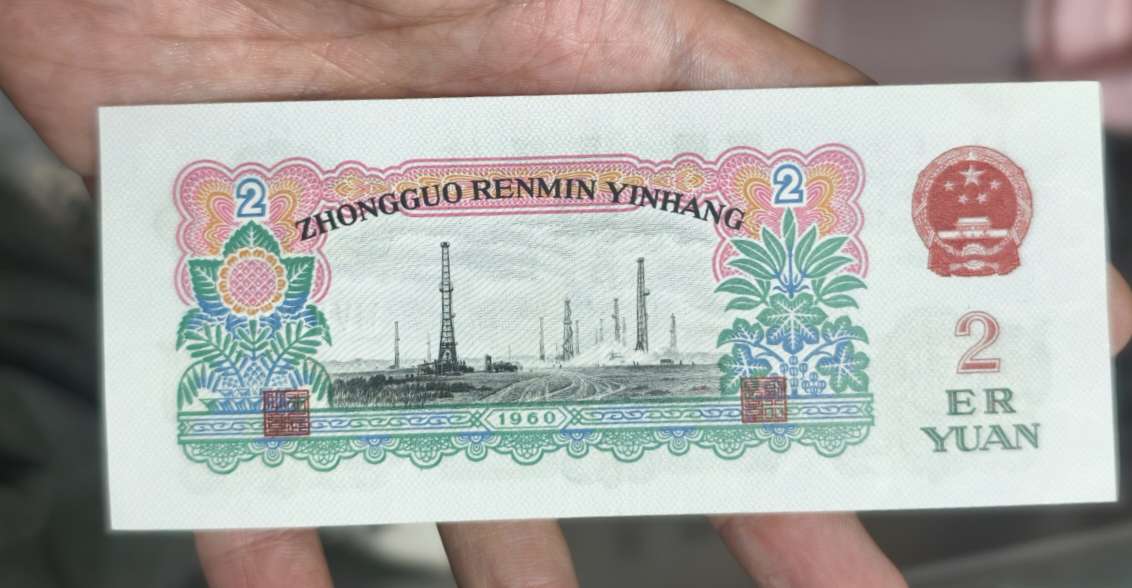 2
2
ZHONGGUO RENMIN YINHANG
2
ER
YUAN
1960